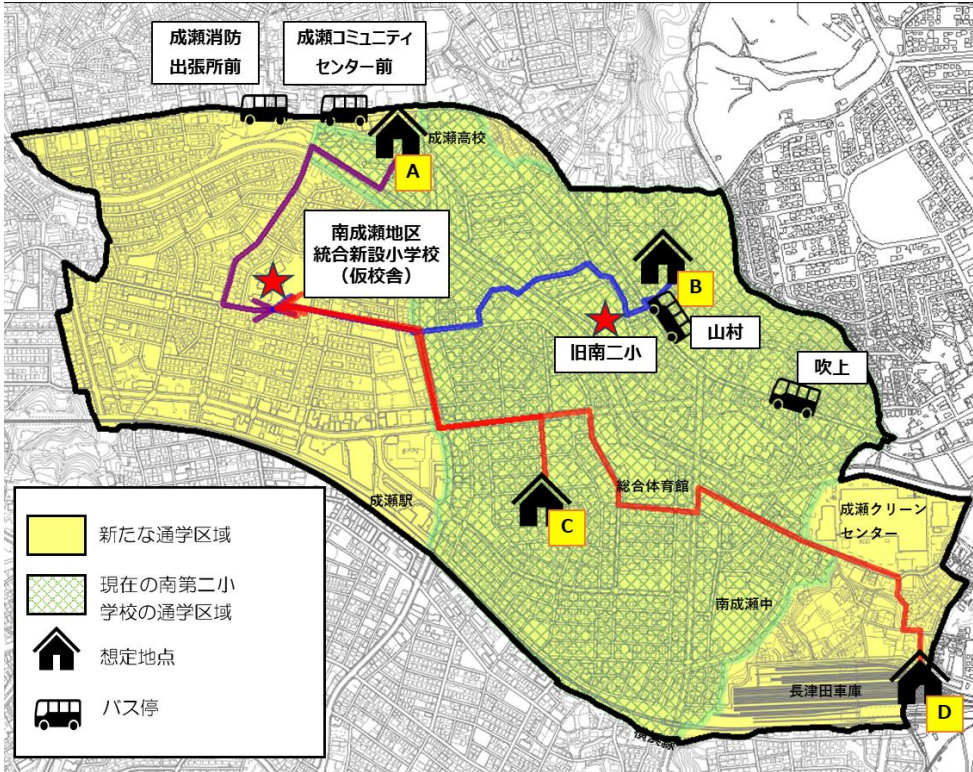 成瀬消防
出張所前
成瀬コミュニティ
センター前
成瀬高校
A
南成瀬地区
統合新設小学校
（仮校舎）
B
山村
旧南二小
吹上
成瀬駅
総合体育館
C
成瀬クリーン
センター
南成瀬中
長津田車庫
D
横浜線
新たな通学区域
現在の南第二小
学校の通学区域
想定地点
バス停